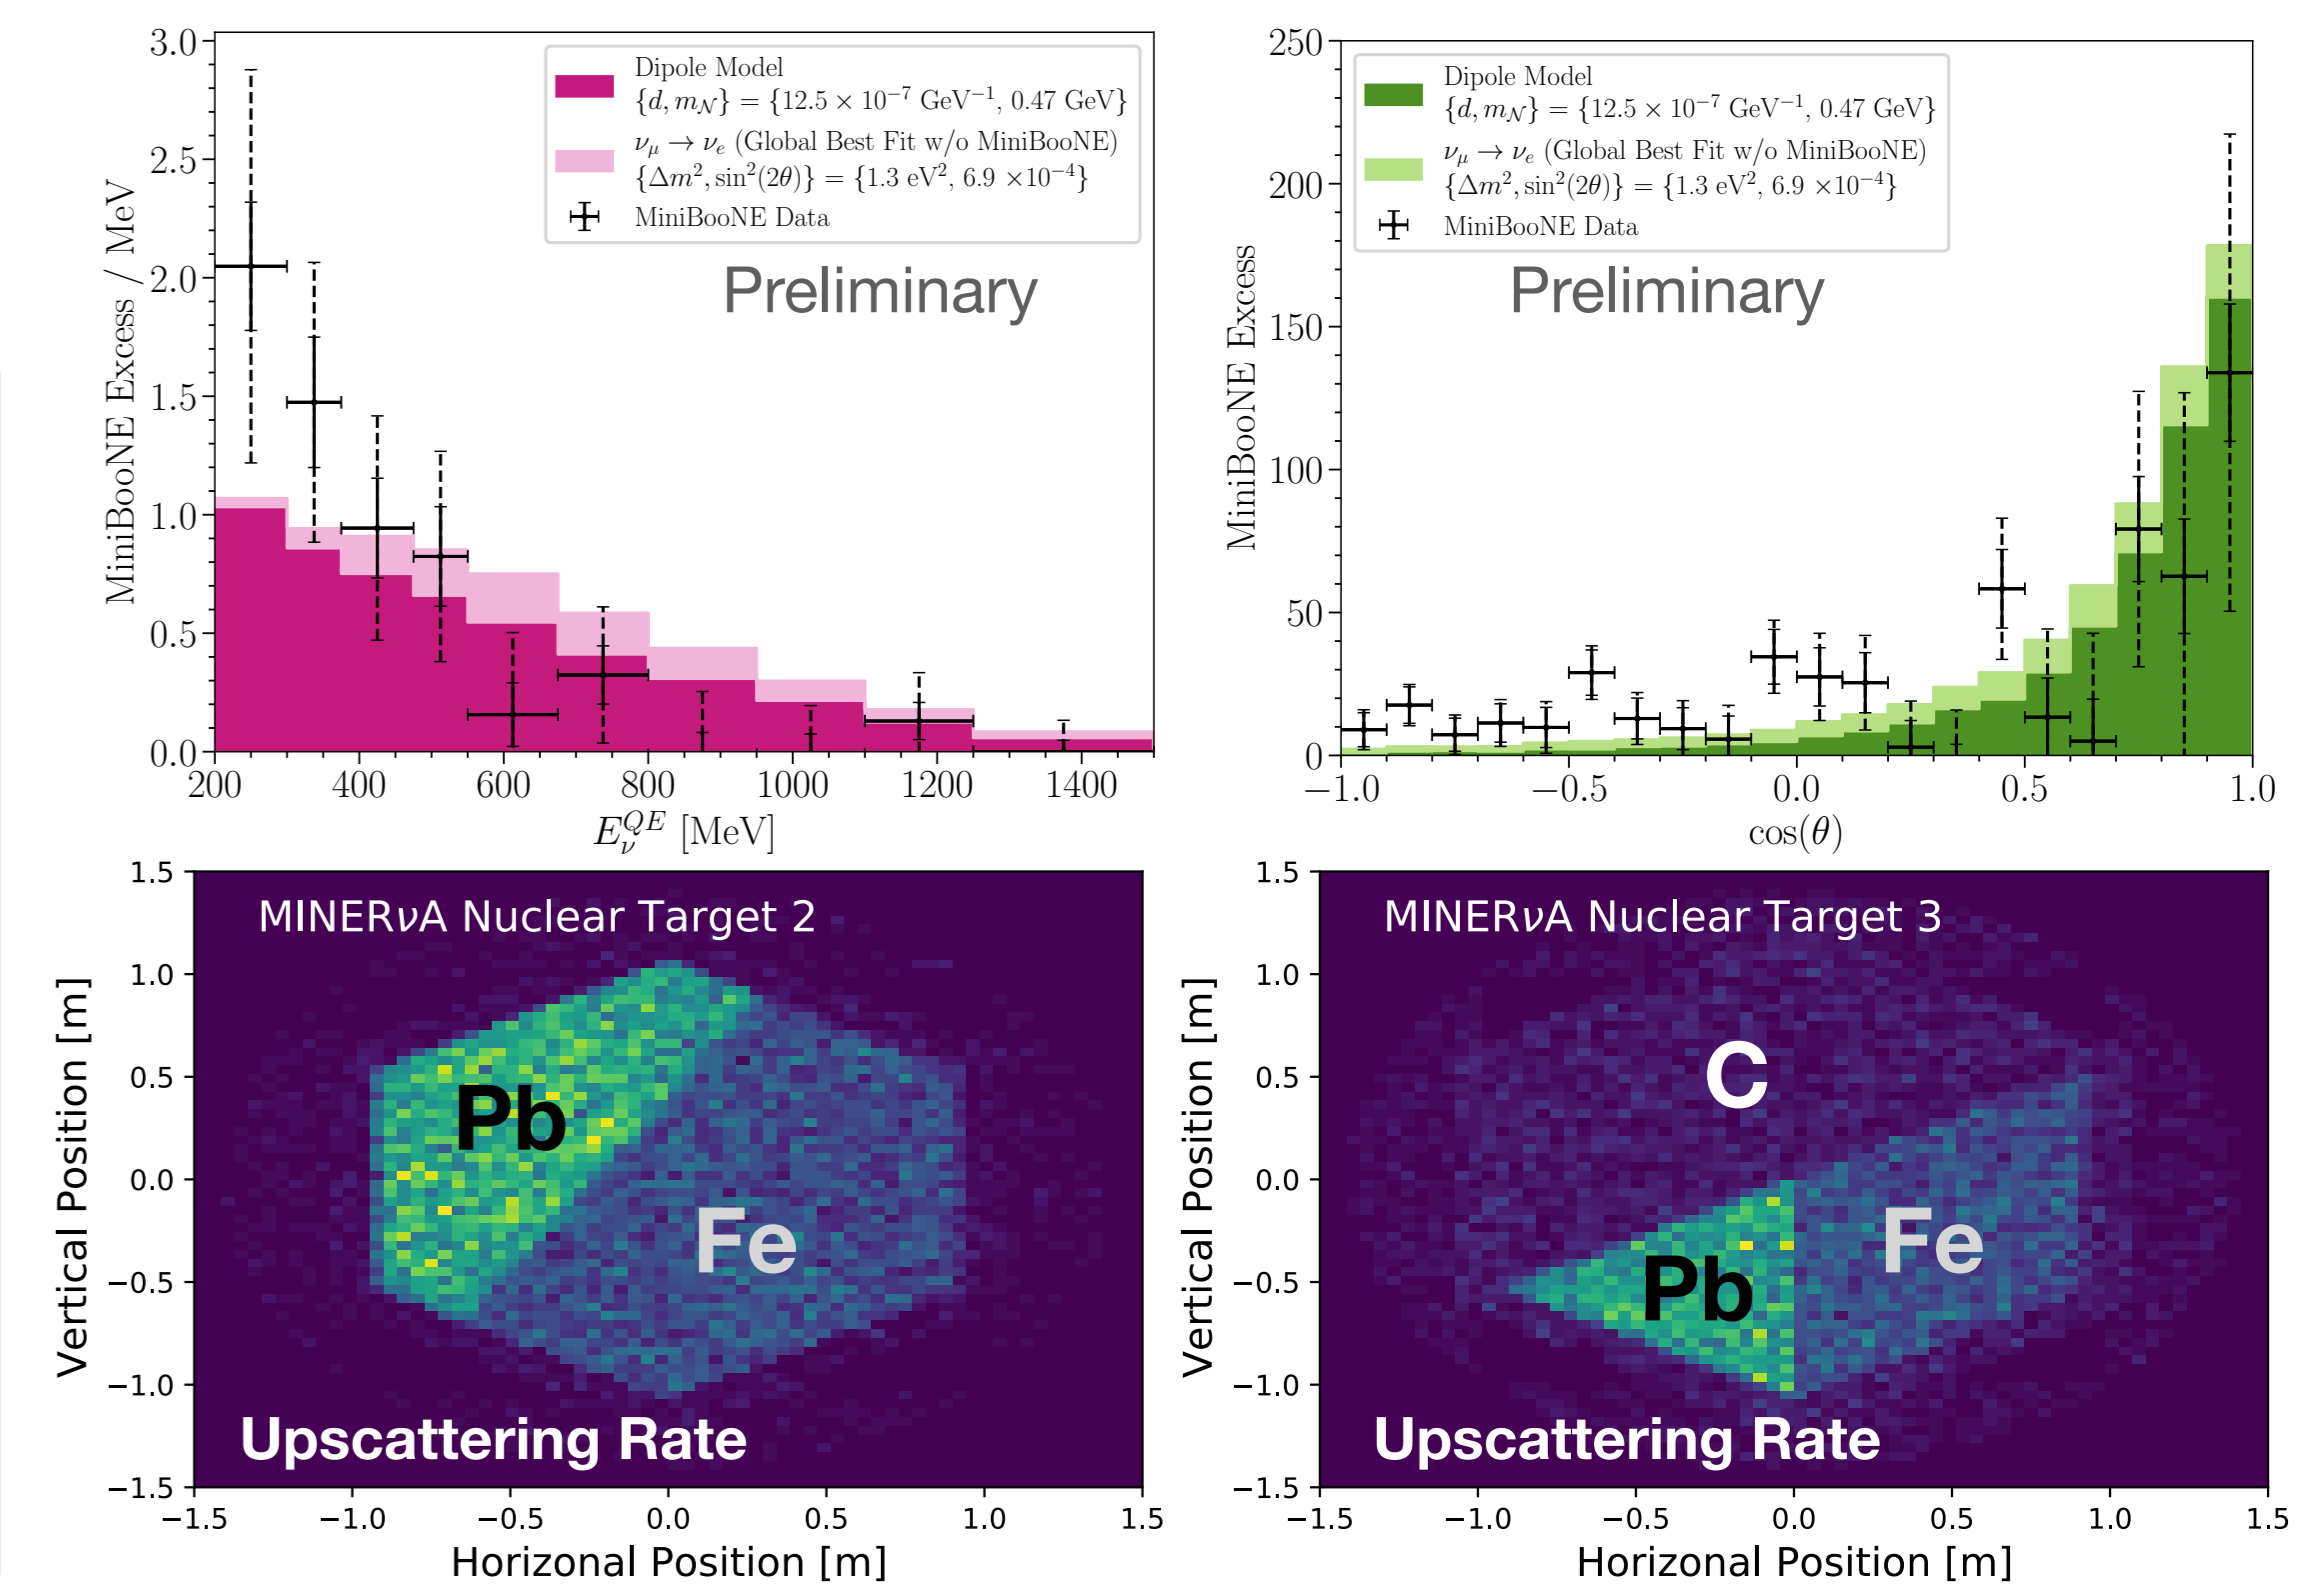 3.0
2.5
2.0
1.5
1.0
0.5
0.0
MiniBooNE Excess / MeV
Dipole Model
{d, m_𝒩} = {12.5 × 10⁻⁷ GeV⁻¹, 0.47 GeV}
ν_μ → ν_e (Global Best Fit w/o MiniBooNE)
{Δm², sin²(2θ)} = {1.3 eV², 6.9 ×10⁻⁴}
MiniBooNE Data
Preliminary
200 400 600 800 1000 1200 1400
E_ν^{QE} [MeV]
250
200
150
100
50
0
MiniBooNE Excess
Dipole Model
{d, m_𝒩} = {12.5 × 10⁻⁷ GeV⁻¹, 0.47 GeV}
ν_μ → ν_e (Global Best Fit w/o MiniBooNE)
{Δm², sin²(2θ)} = {1.3 eV², 6.9 ×10⁻⁴}
MiniBooNE Data
Preliminary
−1.0 −0.5 0.0 0.5 1.0
cos(θ)
1.5
1.0
0.5
0.0
−0.5
−1.0
−1.5
Vertical Position [m]
MINERνA Nuclear Target 2
Pb
Fe
Upscattering Rate
−1.5 −1.0 −0.5 0.0 0.5 1.0 1.5
Horizonal Position [m]
1.5
1.0
0.5
0.0
−0.5
−1.0
−1.5
Vertical Position [m]
MINERνA Nuclear Target 3
C
Fe
Pb
Upscattering Rate
−1.5 −1.0 −0.5 0.0 0.5 1.0 1.5
Horizonal Position [m]